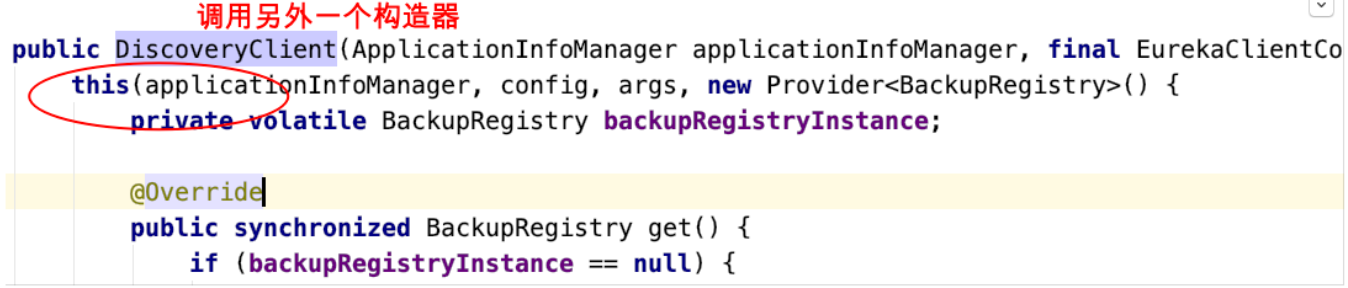 调用另外一个构造器
public DiscoveryClient(ApplicationInfoManager applicationInfoManager, final EurekaClientCo
this(applicationInfoManager, config, args, new Provider<BackupRegistry>() {
private volatile BackupRegistry backupRegistryInstance;
@Override
public synchronized BackupRegistry get() {
if (backupRegistryInstance == null) {